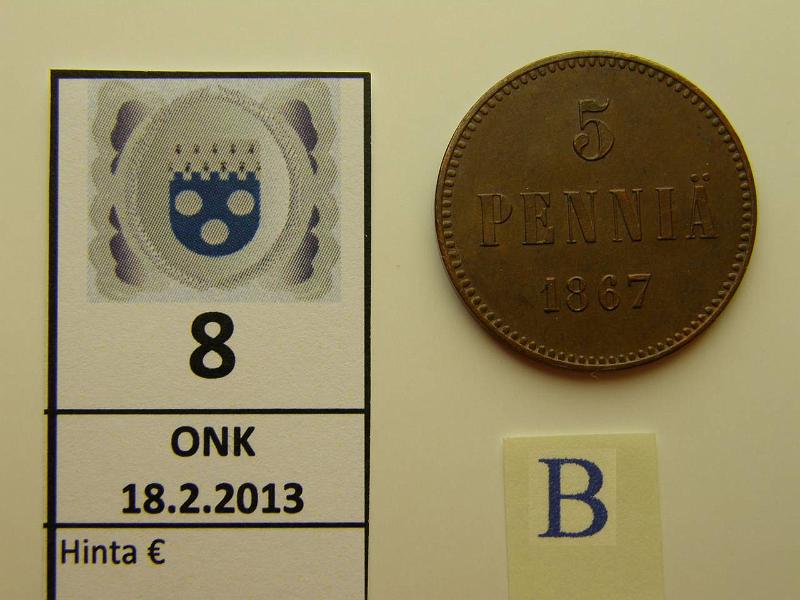 8
ONK
18.2.2013
Hinta €
5
PENNIÄ
1867
B